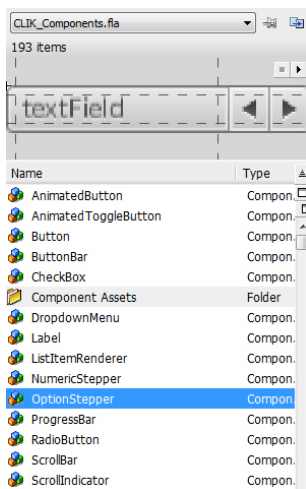 CLIK_Components.fla
193 items
textField
Name Type
AnimatedButton Compon.
AnimatedToggleButton Compon.
Button Compon.
ButtonBar Compon.
CheckBox Compon.
Component Assets Folder
DropdownMenu Compon.
Label Compon.
ListItemRenderer Compon.
NumericStepper Compon.
OptionStepper Compon.
ProgressBar Compon.
RadioButton Compon.
ScrollBar Compon.
ScrollIndicator Compon.